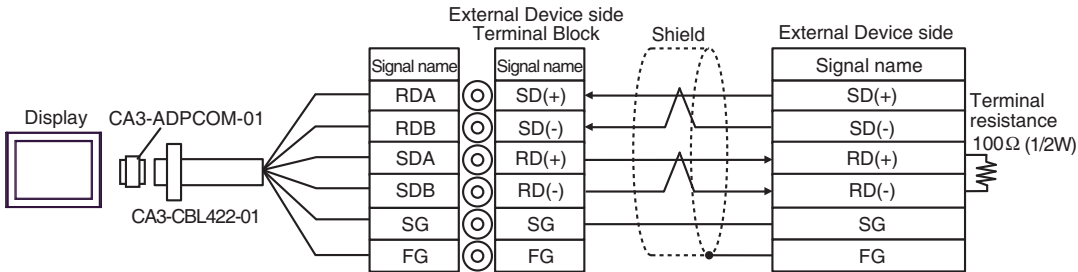 External Device side
Terminal Block
Shield
External Device side
Signal name
Signal name
Signal name
Display
CA3-ADPCOM-01
CA3-CBL422-01
RDA
SD(+)
SD(+)
RDB
SD(-)
SD(-)
SDA
RD(+)
RD(+)
SDB
RD(-)
RD(-)
SG
SG
SG
FG
FG
FG
Terminal
resistance
100Ω (1/2W)